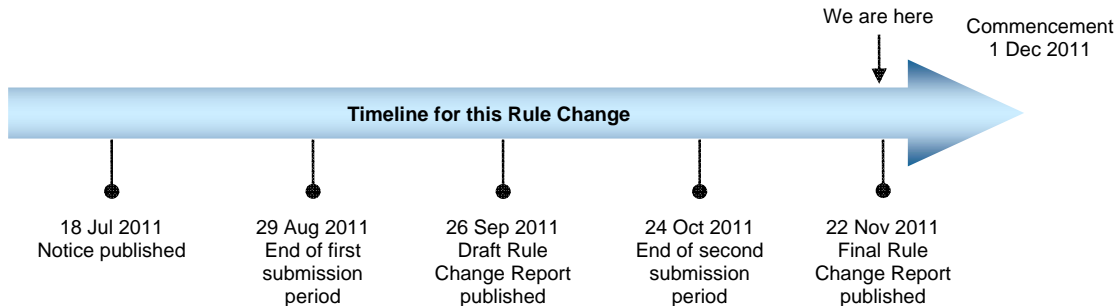 We are here
Commencement
1 Dec 2011
Timeline for this Rule Change
18 Jul 2011
Notice published
29 Aug 2011
End of first
submission
period
26 Sep 2011
Draft Rule
Change Report
published
24 Oct 2011
End of second
submission
period
22 Nov 2011
Final Rule
Change Report
published